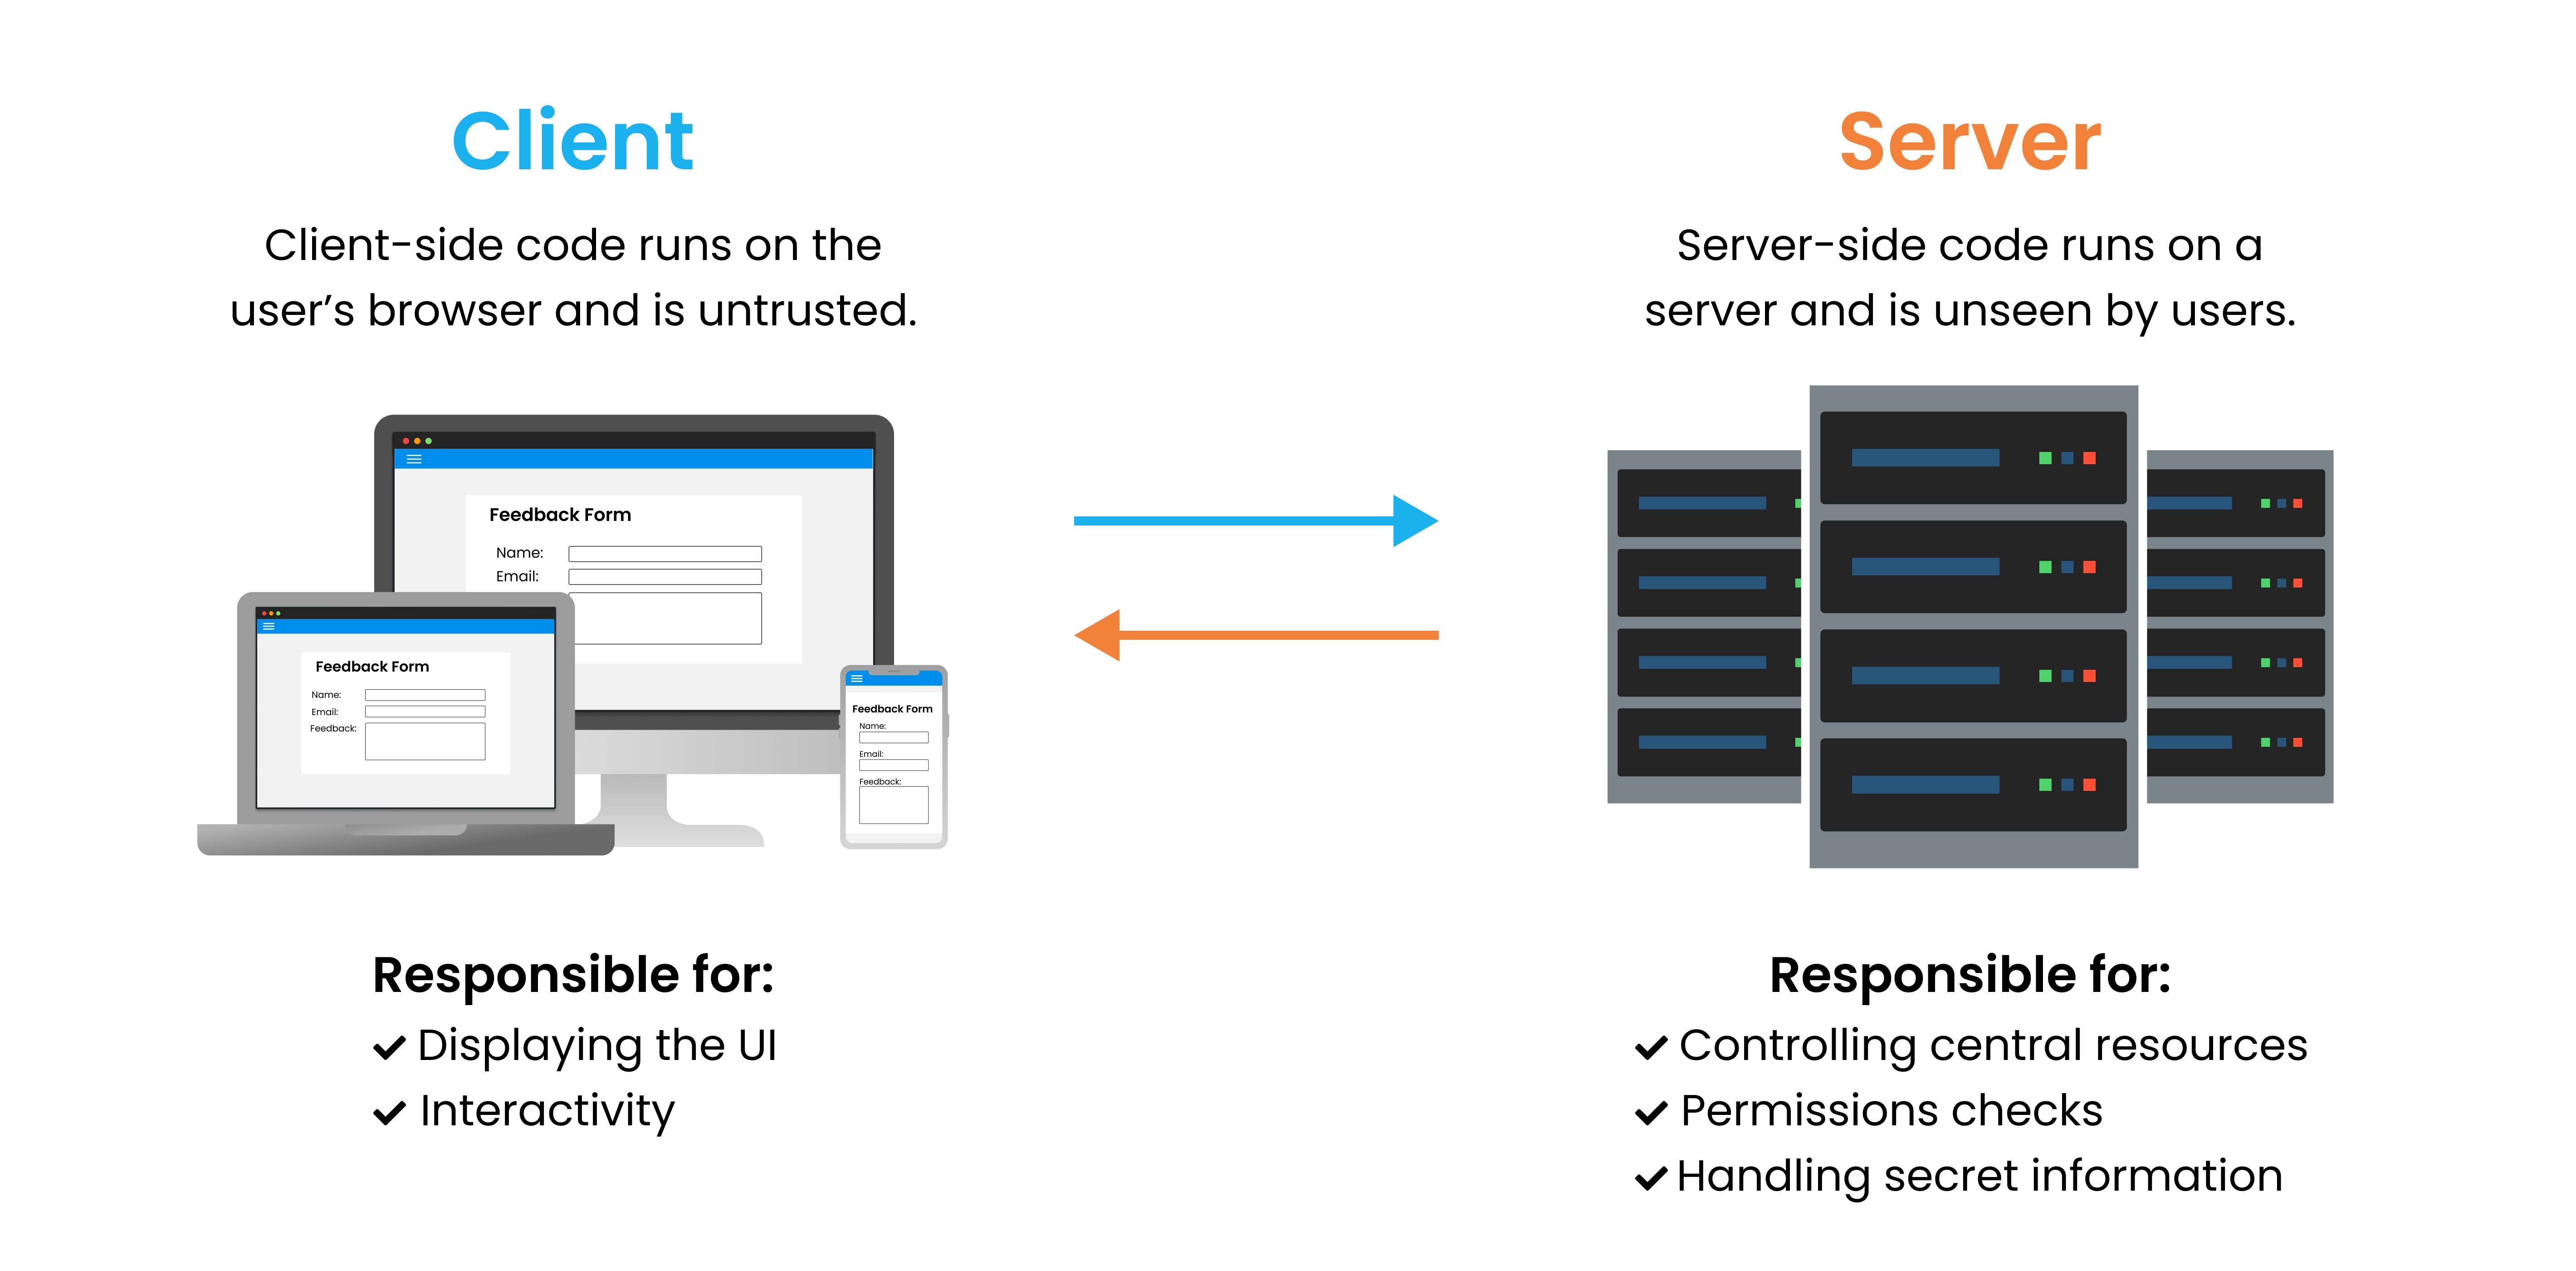 Client
Client-side code runs on the
user’s browser and is untrusted.
Feedback Form
Name:
Email:
Feedback Form
Name:
Email:
Feedback:
Feedback Form
Name:
Email:
Feedback:
Responsible for:
Displaying the UI
Interactivity
Server
Server-side code runs on a
server and is unseen by users.
Responsible for:
Controlling central resources
Permissions checks
Handling secret information